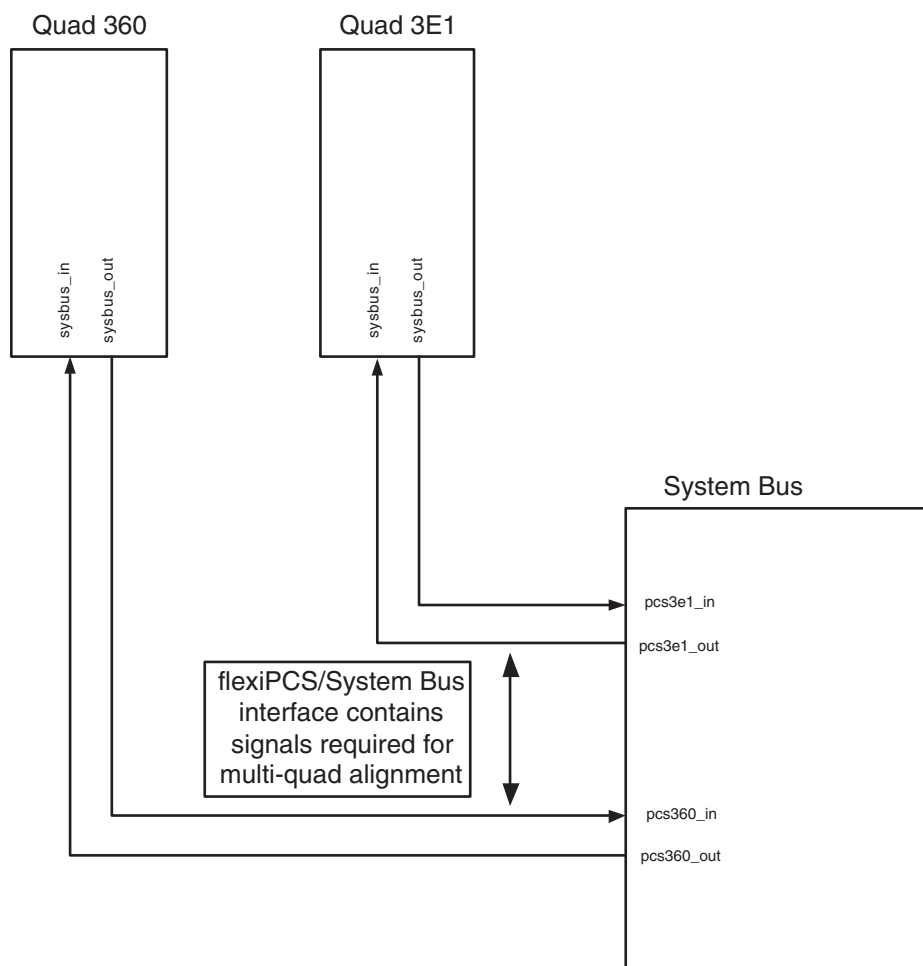 Quad 360
Quad 3E1
sysbus_in
sysbus_out
sysbus_in
sysbus_out
System Bus
pcs3e1_in
pcs3e1_out
flexiPCS/System Bus
interface contains
signals required for
multi-quad alignment
pcs360_in
pcs360_out